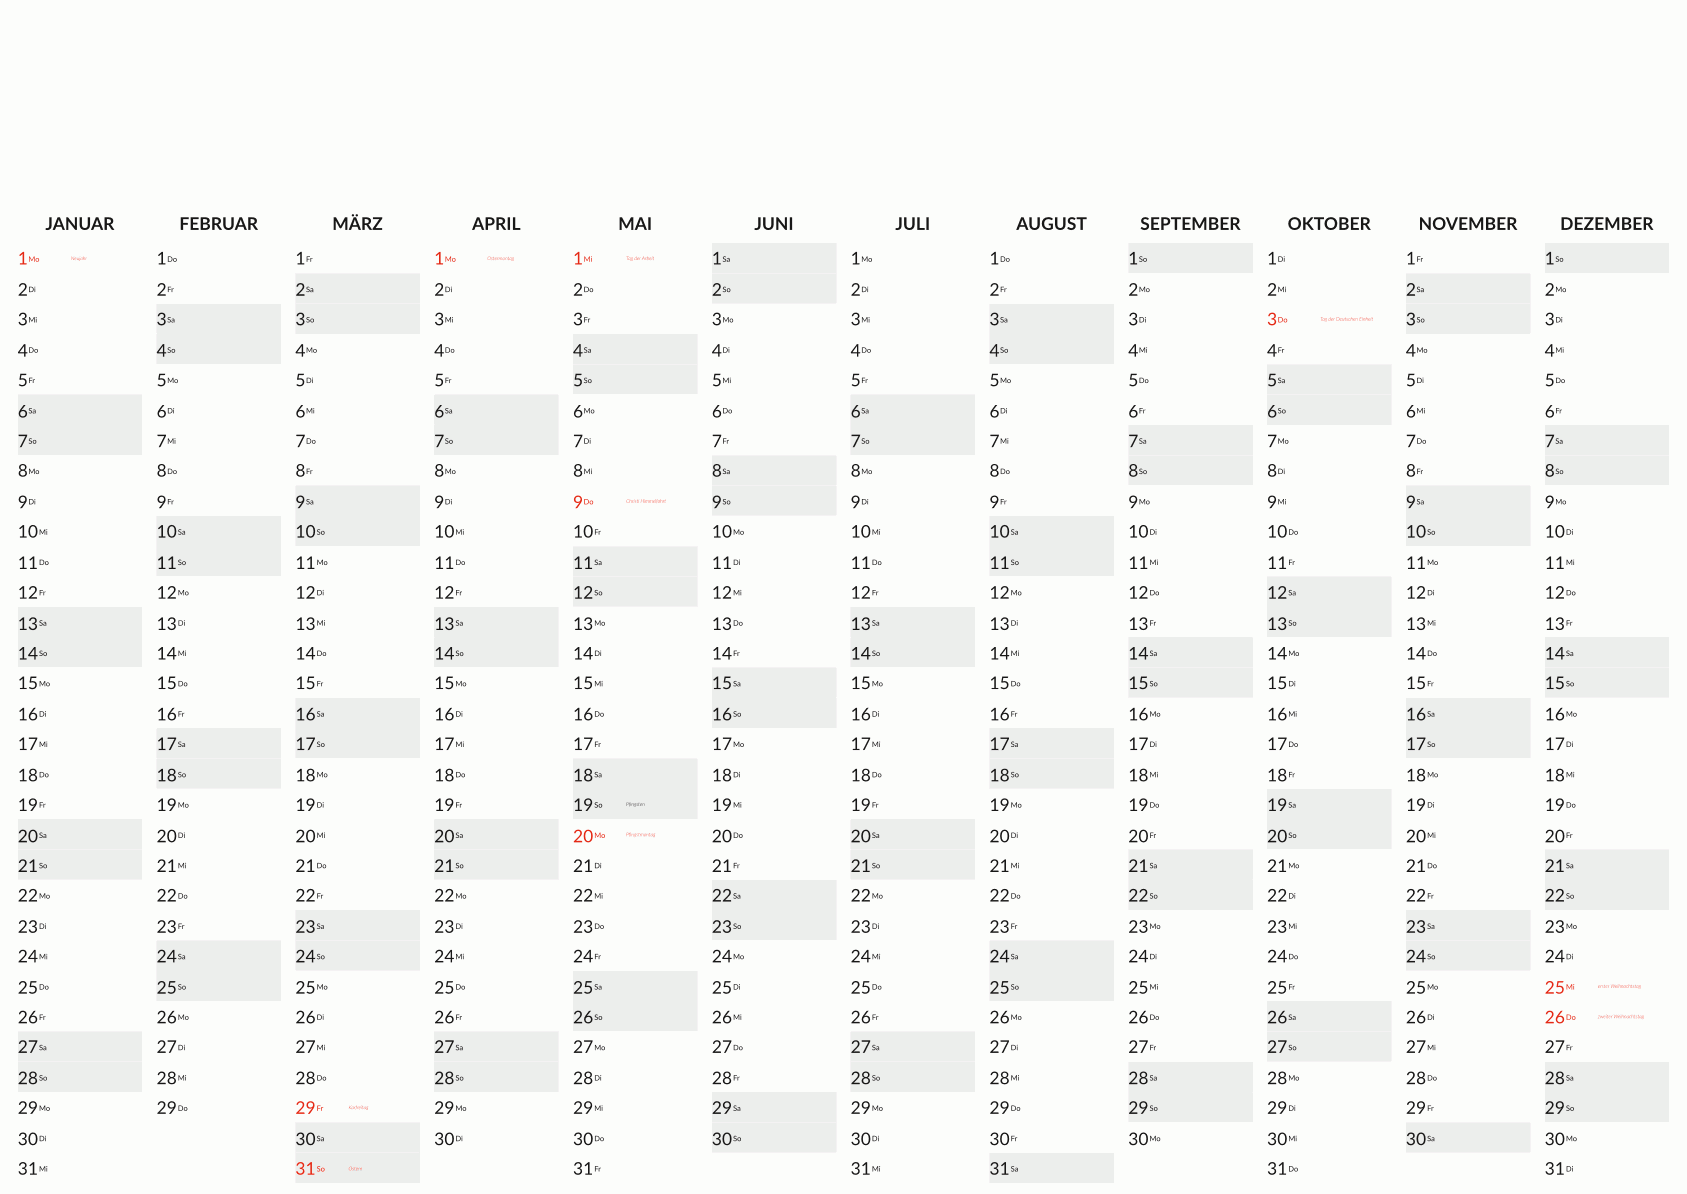 JANUAR FEBRUAR MÄRZ APRIL MAI JUNI JULI AUGUST SEPTEMBER OKTOBER NOVEMBER DEZEMBER
1 Mo Neujahr 1 Do 1 Fr 1 Mo Ostermontag 1 Mi Tag der Arbeit 1 Sa 1 Mo 1 Do 1 So 1 Di 1 Fr 1 So
2 Di 2 Fr 2 Sa 2 Di 2 Do 2 So 2 Di 2 Fr 2 Mo 2 Mi 2 Sa 2 Mo
3 Mi 3 Sa 3 So 3 Mi 3 Fr 3 Mo 3 Mi 3 Sa 3 Di 3 Do Tag der Deutschen Einheit 3 So 3 Di
4 Do 4 So 4 Mo 4 Do 4 Sa 4 Di 4 Do 4 So 4 Mi 4 Fr 4 Mo 4 Mi
5 Fr 5 Mo 5 Di 5 Fr 5 So 5 Mi 5 Fr 5 Mo 5 Do 5 Sa 5 Di 5 Do
6 Sa 6 Di 6 Mi 6 Sa 6 Mo 6 Do 6 Sa 6 Di 6 Fr 6 So 6 Mi 6 Fr
7 So 7 Mi 7 Do 7 So 7 Di 7 Fr 7 So 7 Mi 7 Sa 7 Mo 7 Do 7 Sa
8 Mo 8 Do 8 Fr 8 Mo 8 Mi 8 Sa 8 Mo 8 Do 8 So 8 Di 8 Fr 8 So
9 Di 9 Fr 9 Sa 9 Di 9 Do 9 So 9 Di 9 Fr 9 Mo 9 Mi 9 Sa 9 Mo
10 Mi 10 Sa 10 So 10 Mi 10 Fr 10 Mo 10 Mi 10 Sa 10 Di 10 Do 10 So 10 Di
11 Do 11 So 11 Mo 11 Do 11 Sa 11 Di 11 Do 11 So 11 Mi 11 Fr 11 Mo 11 Mi
12 Fr 12 Mo 12 Di 12 Fr 12 So 12 Mi 12 Fr 12 Mo 12 Do 12 Sa 12 Di 12 Do
13 Sa 13 Di 13 Mi 13 Sa 13 Mo 13 Do 13 Sa 13 Di 13 Fr 13 So 13 Mi 13 Fr
14 So 14 Mi 14 Do 14 So 14 Di 14 Fr 14 So 14 Mi 14 Sa 14 Mo 14 Do 14 Sa
15 Mo 15 Do 15 Fr 15 Mo 15 Mi 15 Sa 15 Mo 15 Do 15 So 15 Di 15 Fr 15 So
16 Di 16 Fr 16 Sa 16 Di 16 Do 16 So 16 Di 16 Fr 16 Mo 16 Mi 16 Sa 16 Mo
17 Mi 17 Sa 17 So 17 Mi 17 Fr 17 Mo 17 Mi 17 Sa 17 Di 17 Do 17 So 17 Di
18 Do 18 So 18 Mo 18 Do 18 Sa 18 Di 18 Do 18 So 18 Mi 18 Fr 18 Mo 18 Mi
19 Fr 19 Mo 19 Di 19 Fr 19 So Pfingsten 19 Mi 19 Fr 19 Mo 19 Do 19 Sa 19 Di 19 Do
20 Sa 20 Di 20 Mi 20 Sa 20 Mo Pfingstmontag 20 Do 20 Sa 20 Di 20 Fr 20 So 20 Mi 20 Fr
21 So 21 Mi 21 Do 21 So 21 Di 21 Fr 21 So 21 Mi 21 Sa 21 Mo 21 Do 21 Sa
22 Mo 22 Do 22 Fr 22 Mo 22 Mi 22 Sa 22 Mo 22 Do 22 So 22 Di 22 Fr 22 So
23 Di 23 Fr 23 Sa 23 Di 23 Do 23 So 23 Di 23 Fr 23 Mo 23 Mi 23 Sa 23 Mo
24 Mi 24 Sa 24 So 24 Mi 24 Fr 24 Mo 24 Mi 24 Sa 24 Di 24 Do 24 So 24 Di
25 Do 25 So 25 Mo 25 Do 25 Sa 25 Di 25 Do 25 So 25 Mi 25 Fr 25 Mo 25 Mi erster Weihnachtstag
26 Fr 26 Mo 26 Di 26 Fr 26 So 26 Mi 26 Fr 26 Mo 26 Do 26 Sa 26 Di 26 Do zweiter Weihnachtstag
27 Sa 27 Di 27 Mi 27 Sa 27 Mo 27 Do 27 Sa 27 Di 27 Fr 27 So 27 Mi 27 Fr
28 So 28 Mi 28 Do 28 So 28 Di 28 Fr 28 So 28 Mi 28 Sa 28 Mo 28 Do 28 Sa
29 Mo 29 Do 29 Fr Karfreitag 29 Mo 29 Mi 29 Sa 29 Mo 29 Do 29 So 29 Di 29 Fr 29 So
30 Di 30 Sa 30 Di 30 Do 30 So 30 Di 30 Fr 30 Mo 30 Mi 30 Sa 30 Mo
31 Mi 31 So Ostern 31 Fr 31 Mi 31 Sa 31 Do 31 Di